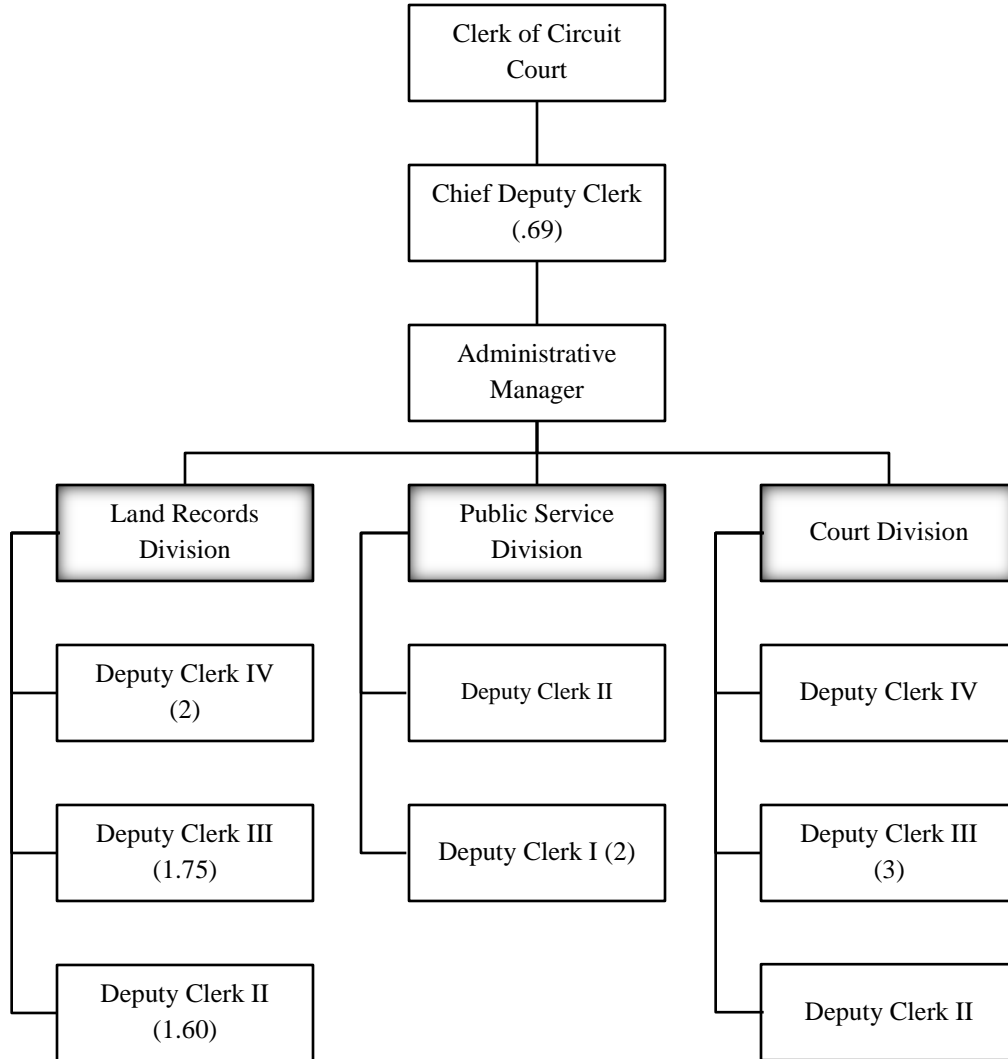 Clerk of Circuit
Court
Chief Deputy Clerk
(.69)
Administrative
Manager
Land Records
Division
Deputy Clerk IV
(2)
Deputy Clerk III
(1.75)
Deputy Clerk II
(1.60)
Public Service
Division
Deputy Clerk II
Deputy Clerk I (2)
Court Division
Deputy Clerk IV
Deputy Clerk III
(3)
Deputy Clerk II